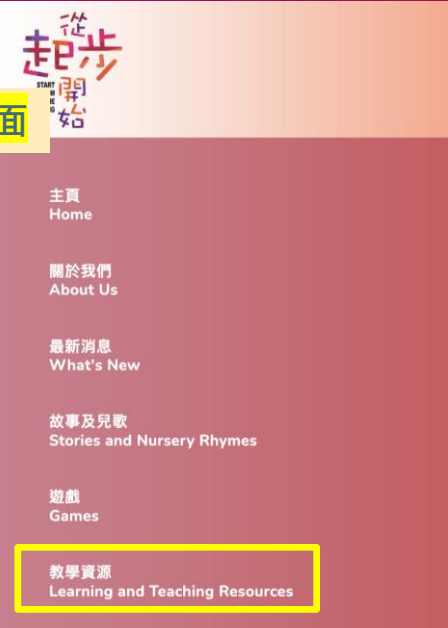 從
起步
START
開
始
面
主頁
Home
關於我們
About Us
最新消息
What's New
故事及兒歌
Stories and Nursery Rhymes
遊戲
Games
教學資源
Learning and Teaching Resources